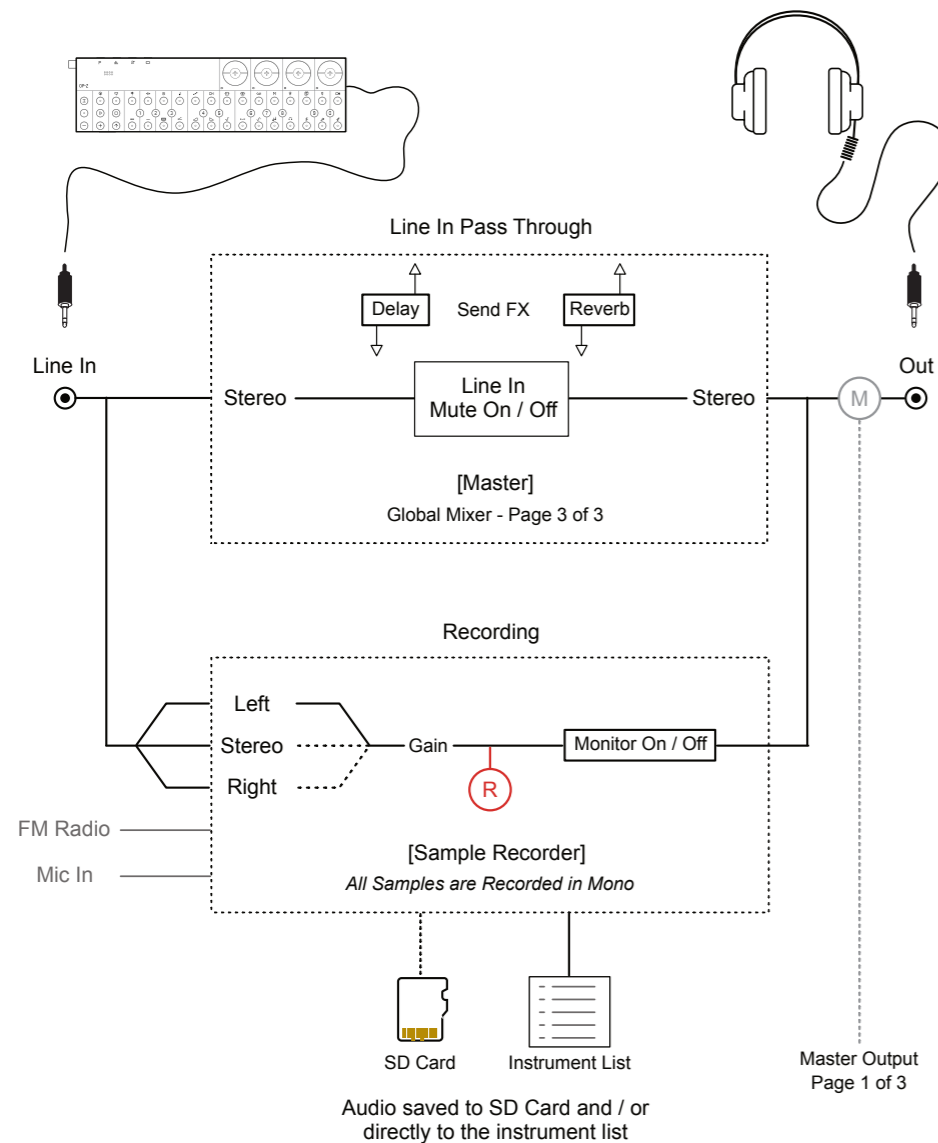 OP-Z
Line In Pass Through
Delay
Send FX
Reverb
Line In
Out
Stereo
Line In
Mute On / Off
Stereo
M
[Master]
Global Mixer - Page 3 of 3
Recording
Left
Stereo
Right
Gain
Monitor On / Off
R
FM Radio
Mic In
[Sample Recorder]
All Samples are Recorded in Mono
SD Card
Instrument List
Master Output
Page 1 of 3
Audio saved to SD Card and / or
directly to the instrument list